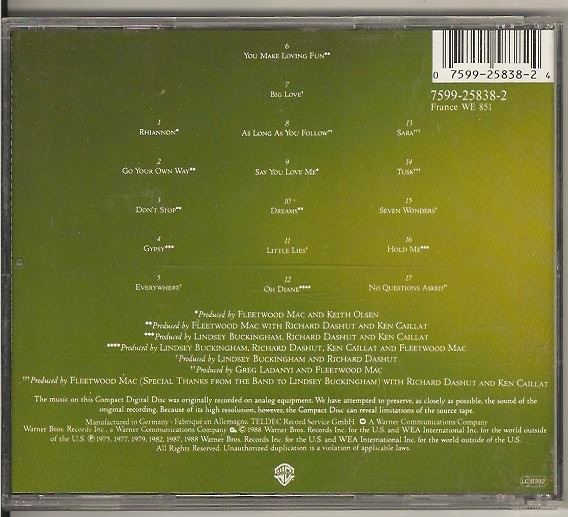 6
YOU MAKE LOVING FUN**
7
BIG LOVE†
1
RHIANNON*
2
GO YOUR OWN WAY**
3
DON'T STOP**
4
GYPSY***
5
EVERYWHERE†
8
AS LONG AS YOU FOLLOW††
9
SAY YOU LOVE ME*
10
DREAMS**
11
LITTLE LIES†
12
OH DIANE****
13
SARA†††
14
TUSK†††
15
SEVEN WONDERS†
16
HOLD ME***
17
NO QUESTIONS ASKED††
0 7599-25838-2 4
7599-25838-2
France WE 851
*Produced by FLEETWOOD MAC AND KEITH OLSEN
**Produced by FLEETWOOD MAC WITH RICHARD DASHUT AND KEN CAILLAT
***Produced by LINDSEY BUCKINGHAM, RICHARD DASHUT AND KEN CAILLAT
****Produced by LINDSEY BUCKINGHAM, RICHARD DASHUT, KEN CAILLAT AND FLEETWOOD MAC
†Produced by LINDSEY BUCKINGHAM AND RICHARD DASHUT
††Produced by GREG LADANYI AND FLEETWOOD MAC
†††Produced by FLEETWOOD MAC (SPECIAL THANKS FROM THE BAND TO LINDSEY BUCKINGHAM) WITH RICHARD DASHUT AND KEN CAILLAT
The music on this Compact Digital Disc was originally recorded on analog equipment. We have attempted to preserve, as closely as possible, the sound of the
original recording. Because of its high resolution, however, the Compact Disc can reveal limitations of the source tape.
Manufactured in Germany · Fabriqué en Allemagne. TELDEC Record Service GmbH A Warner Communications Company
Warner Bros. Records Inc., a Warner Communications Company ℗, © 1988 Warner Bros. Records Inc. for the U.S. and WEA International Inc. for the world outside
of the U.S. ℗ 1975, 1977, 1979, 1982, 1987, 1988 Warner Bros. Records Inc. for the U.S. and WEA International Inc. for the world outside of the U.S.
All Rights Reserved. Unauthorized duplication is a violation of applicable laws.
LC 0392